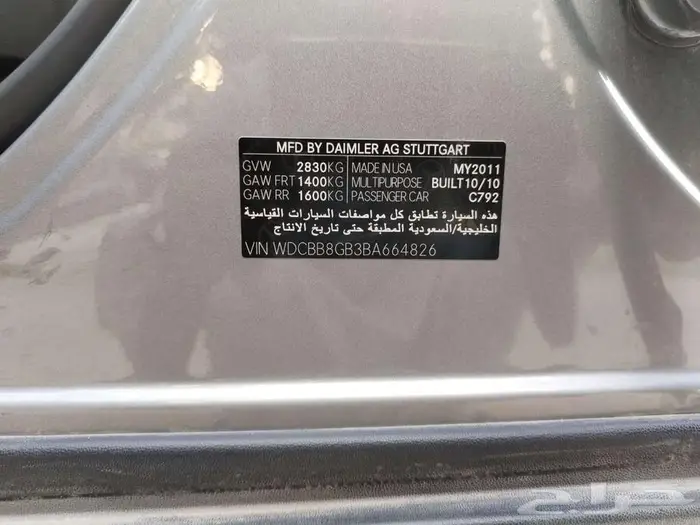 MFD BY DAIMLER AG STUTTGART
GVW 2830KG MADE IN USA MY2011
GAW FRT 1400KG MULTIPURPOSE BUILT 10/10
GAW RR 1600KG PASSENGER CAR C792
هذه السيارة تطابق كل مواصفات السيارات القياسية
الخليجية/السعودية المطبقة حتى تاريخ الانتاج
VIN WDCBB8GB3BA664826
حراج